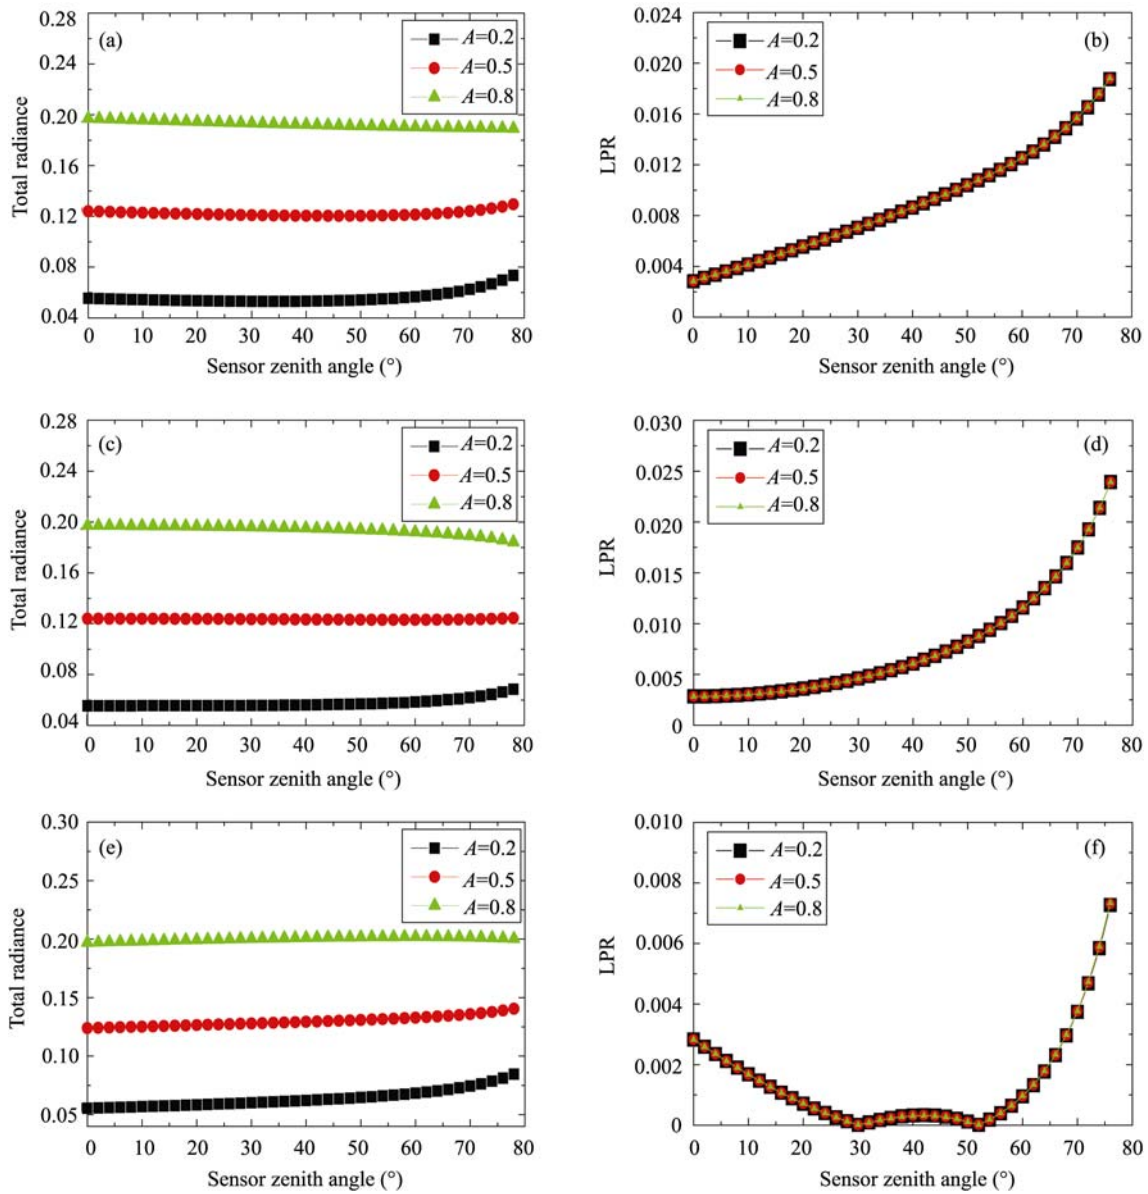 (a)
A=0.2
A=0.5
A=0.8
Total radiance
0.28
0.24
0.20
0.16
0.12
0.08
0.04
0 10 20 30 40 50 60 70 80
Sensor zenith angle (°)
(b)
A=0.2
A=0.5
A=0.8
LPR
0.024
0.020
0.016
0.012
0.008
0.004
0
0 10 20 30 40 50 60 70 80
Sensor zenith angle (°)
(c)
A=0.2
A=0.5
A=0.8
Total radiance
0.28
0.24
0.20
0.16
0.12
0.08
0.04
0 10 20 30 40 50 60 70 80
Sensor zenith angle (°)
(d)
A=0.2
A=0.5
A=0.8
LPR
0.030
0.025
0.020
0.015
0.010
0.005
0
0 10 20 30 40 50 60 70 80
Sensor zenith angle (°)
(e)
A=0.2
A=0.5
A=0.8
Total radiance
0.30
0.25
0.20
0.15
0.10
0.05
0 10 20 30 40 50 60 70 80
Sensor zenith angle (°)
(f)
A=0.2
A=0.5
A=0.8
LPR
0.010
0.008
0.006
0.004
0.002
0
0 10 20 30 40 50 60 70 80
Sensor zenith angle (°)